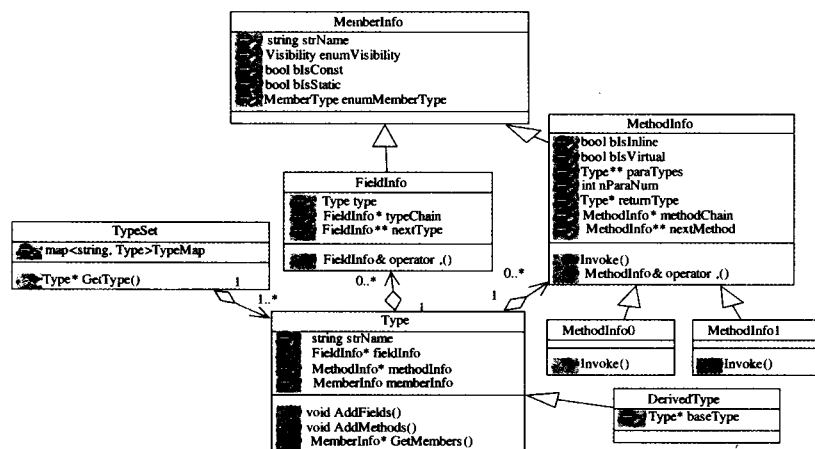 MemberInfo
string strName
Visibility enumVisibility
bool bIsConst
bool bIsStatic
MemberType enumMemberType
MethodInfo
bool bIsInline
bool bIsVirtual
Type** paraTypes
int nParaNum
Type* returnType
MethodInfo* methodChain
MethodInfo** nextMethod
Invoke()
MethodInfo& operator ,()
FieldInfo
Type type
FieldInfo* typeChain
FieldInfo** nextType
FieldInfo& operator ,()
TypeSet
map<string, Type>TypeMap
Type* GetType()
1
1..*
0..*
1
1
0..*
Type
string strName
FieldInfo* fieldInfo
MethodInfo* methodInfo
MemberInfo memberInfo
void AddFields()
void AddMethods()
MemberInfo* GetMembers()
MethodInfo0
Invoke()
MethodInfo1
Invoke()
DerivedType
Type* baseType